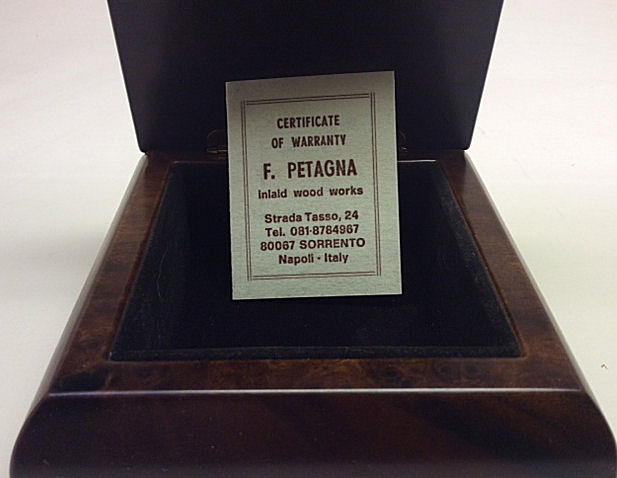 CERTIFICATE
OF WARRANTY
F. PETAGNA
inlaid wood works
Strada Tasso, 24
Tel. 081-8784967
80067 SORRENTO
Napoli - Italy